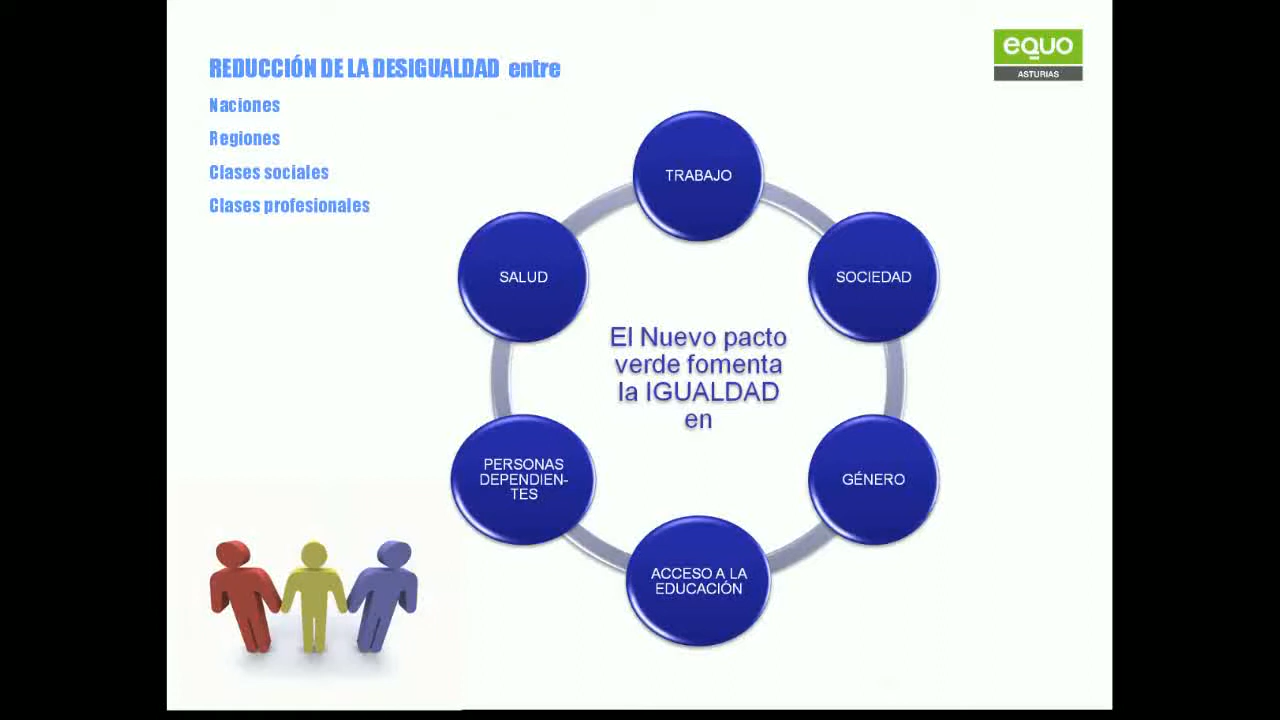 REDUCCIÓN DE LA DESIGUALDAD entre
Naciones
Regiones
Clases sociales
Clases profesionales
equo
ASTURIAS
TRABAJO
SOCIEDAD
GÉNERO
ACCESO A LA
EDUCACIÓN
PERSONAS
DEPENDIEN-
TES
SALUD
El Nuevo pacto
verde fomenta
la IGUALDAD
en